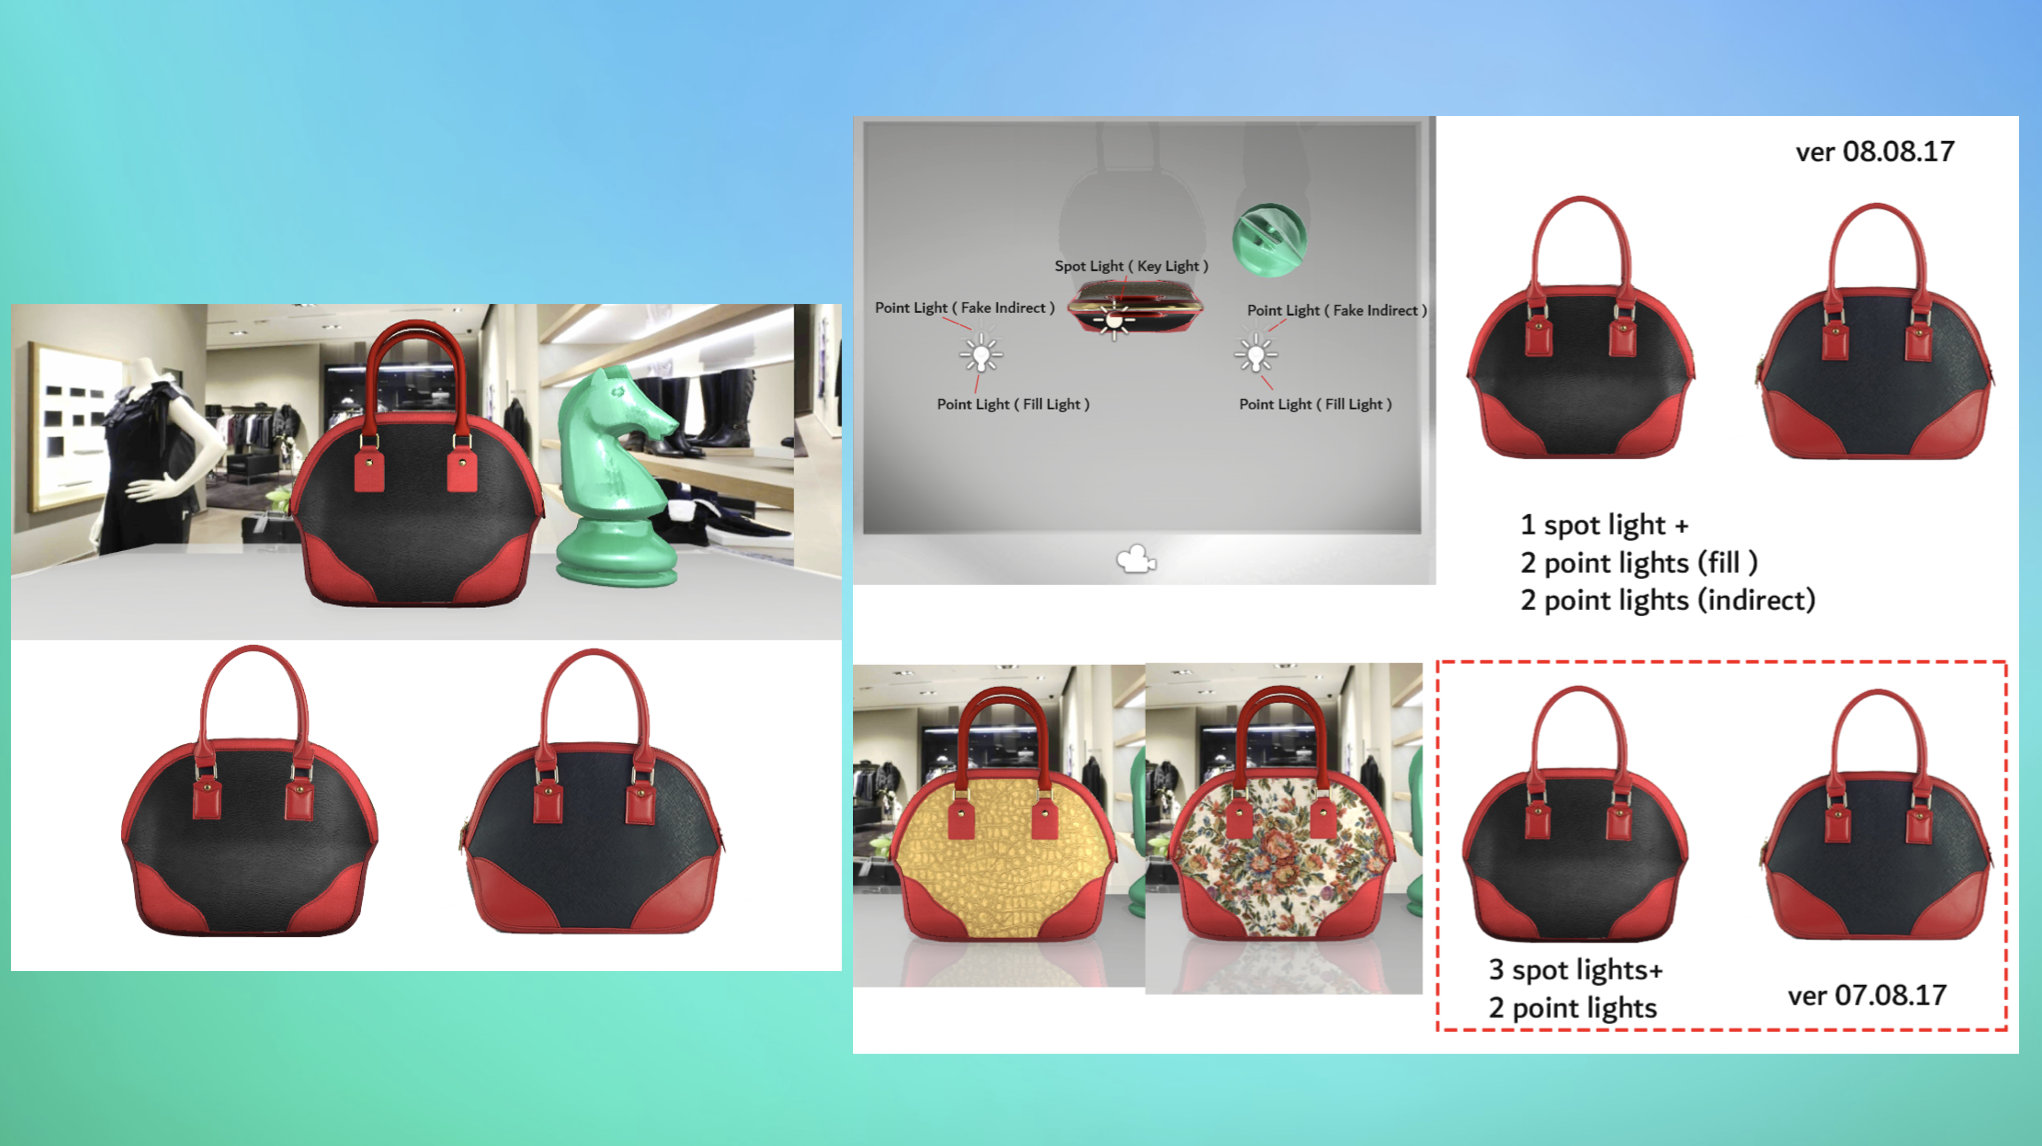 Spot Light ( Key Light )
Point Light ( Fake Indirect )
Point Light ( Fake Indirect )
Point Light ( Fill Light )
Point Light ( Fill Light )
ver 08.08.17
1 spot light +
2 point lights (fill )
2 point lights (indirect)
3 spot lights+
2 point lights
ver 07.08.17